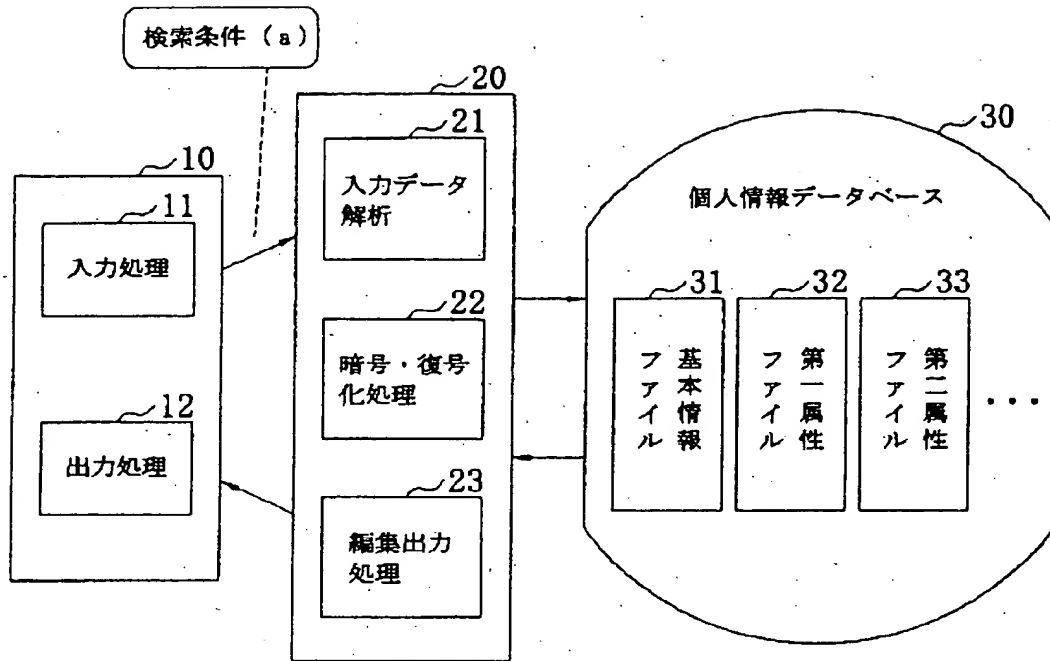 検索条件(a)
20
21
入力データ
解析
10
11
入力処理
30
個人情報データベース
22
暗号・復号
化処理
31
基本情報
ファイル
32
第一属性
ファイル
33
第二属性
ファイル
・・・
12
出力処理
23
編集出力
処理